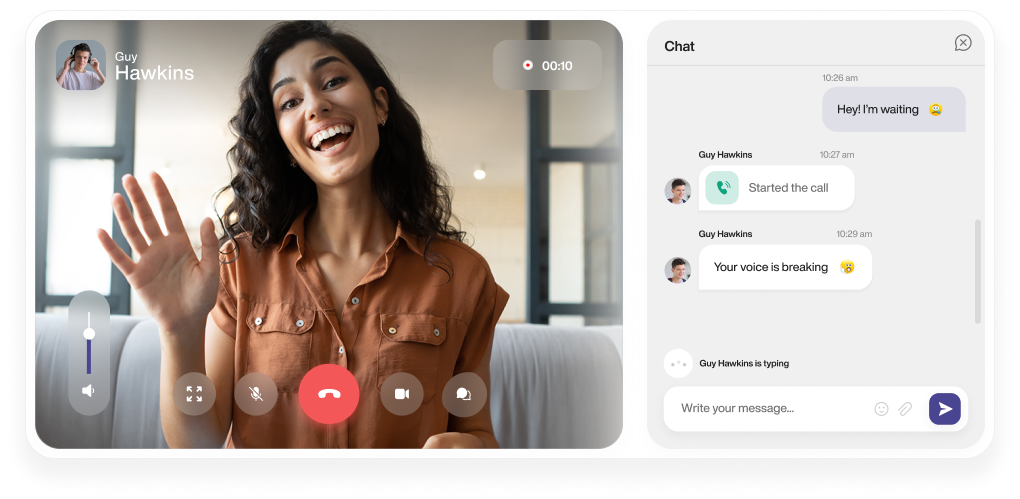 Guy
Hawkins
00:10
Chat
10:26 am
Hey! I'm waiting
Guy Hawkins 10:27 am
Started the call
Guy Hawkins 10:29 am
Your voice is breaking
Guy Hawkins is typing
Write your message...